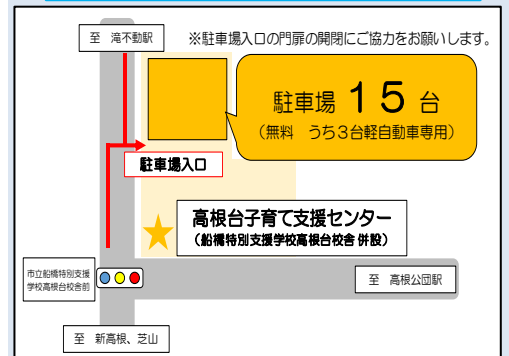 至　滝不動駅
※駐車場入口の門扉の開閉にご協力をお願いします。
駐車場 １５ 台
（無料　うち３台軽自動車専用）
駐車場入口
高根台子育て支援センター
（船橋特別支援学校高根台校舎 併設）
市立船橋特別支援
学校高根台校舎前
至　高根公団駅
至　新高根、芝山